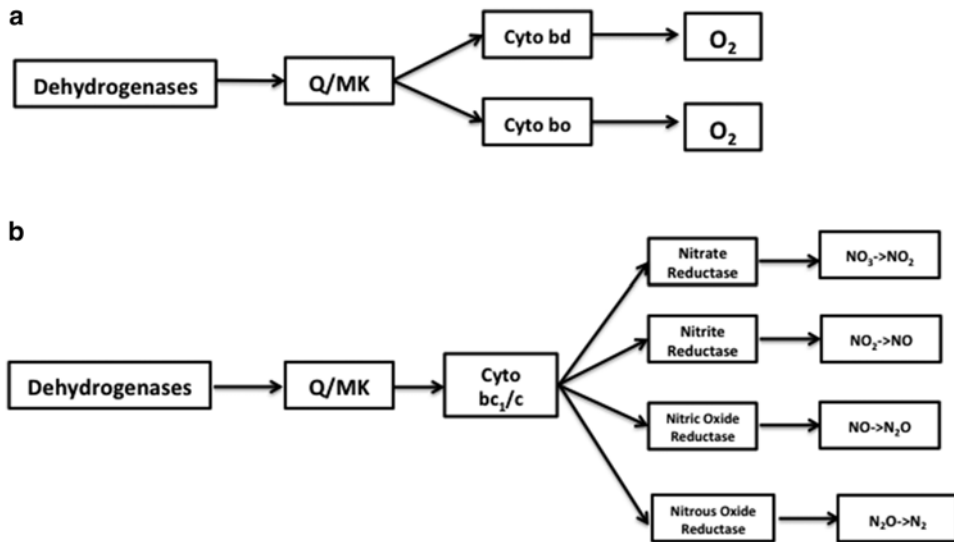 a
Dehydrogenases
Q/MK
Cyto bd
O₂
Cyto bo
O₂
b
Dehydrogenases
Q/MK
Cyto
bc₁/c
Nitrate
Reductase
NO₃->NO₂
Nitrite
Reductase
NO₂->NO
Nitric Oxide
Reductase
NO->N₂O
Nitrous Oxide
Reductase
N₂O->N₂